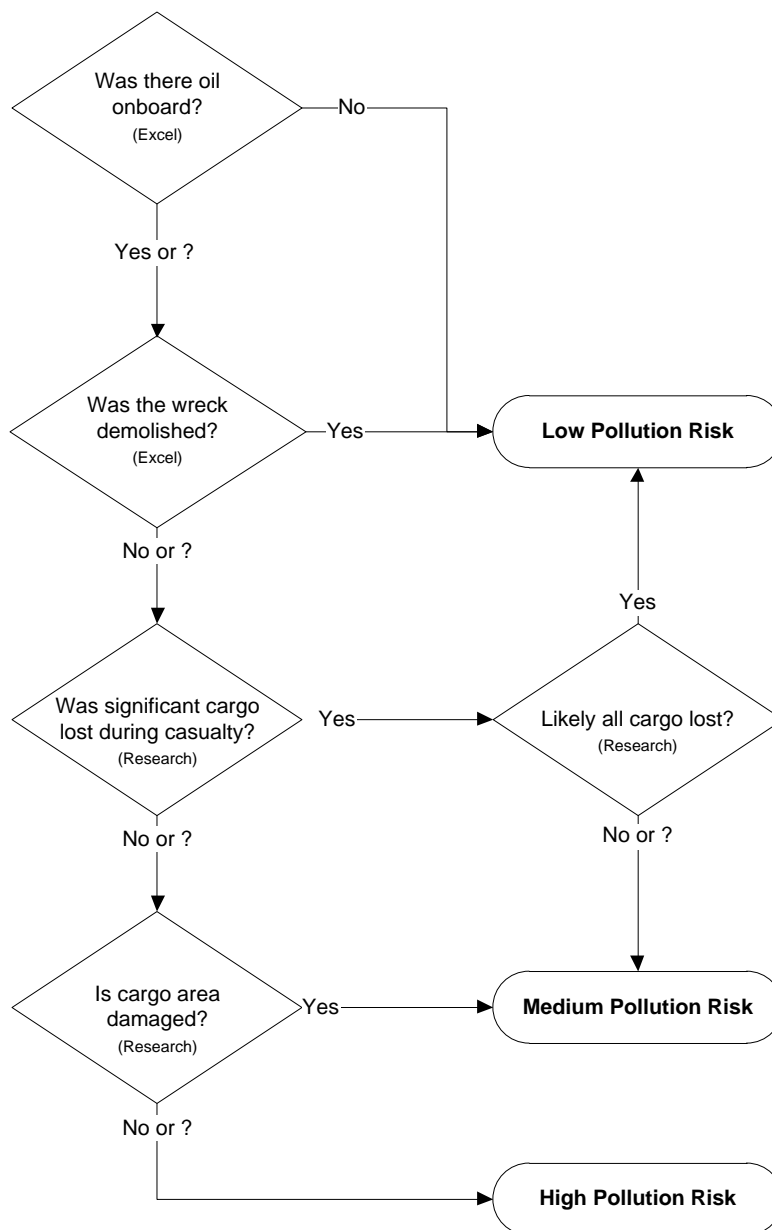 Was there oil
onboard?
(Excel)
No
Yes or ?
Was the wreck
demolished?
(Excel)
Yes
Low Pollution Risk
No or ?
Yes
Was significant cargo
lost during casualty?
(Research)
Yes
Likely all cargo lost?
(Research)
No or ?
No or ?
Is cargo area
damaged?
(Research)
Yes
Medium Pollution Risk
No or ?
High Pollution Risk